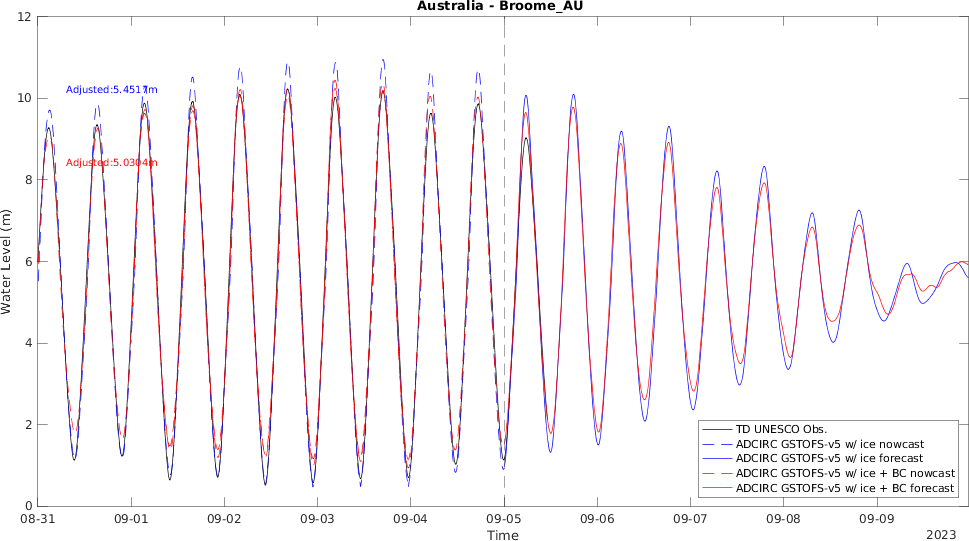 Australia - Broome_AU
12
10
8
6
4
2
0
Water Level (m)
Adjusted:5.4517m
Adjusted:5.0304m
TD UNESCO Obs.
ADCIRC GSTOFS-v5 w/ ice nowcast
ADCIRC GSTOFS-v5 w/ ice forecast
ADCIRC GSTOFS-v5 w/ ice + BC nowcast
ADCIRC GSTOFS-v5 w/ ice + BC forecast
08-31 09-01 09-02 09-03 09-04 09-05 09-06 09-07 09-08 09-09
Time
2023